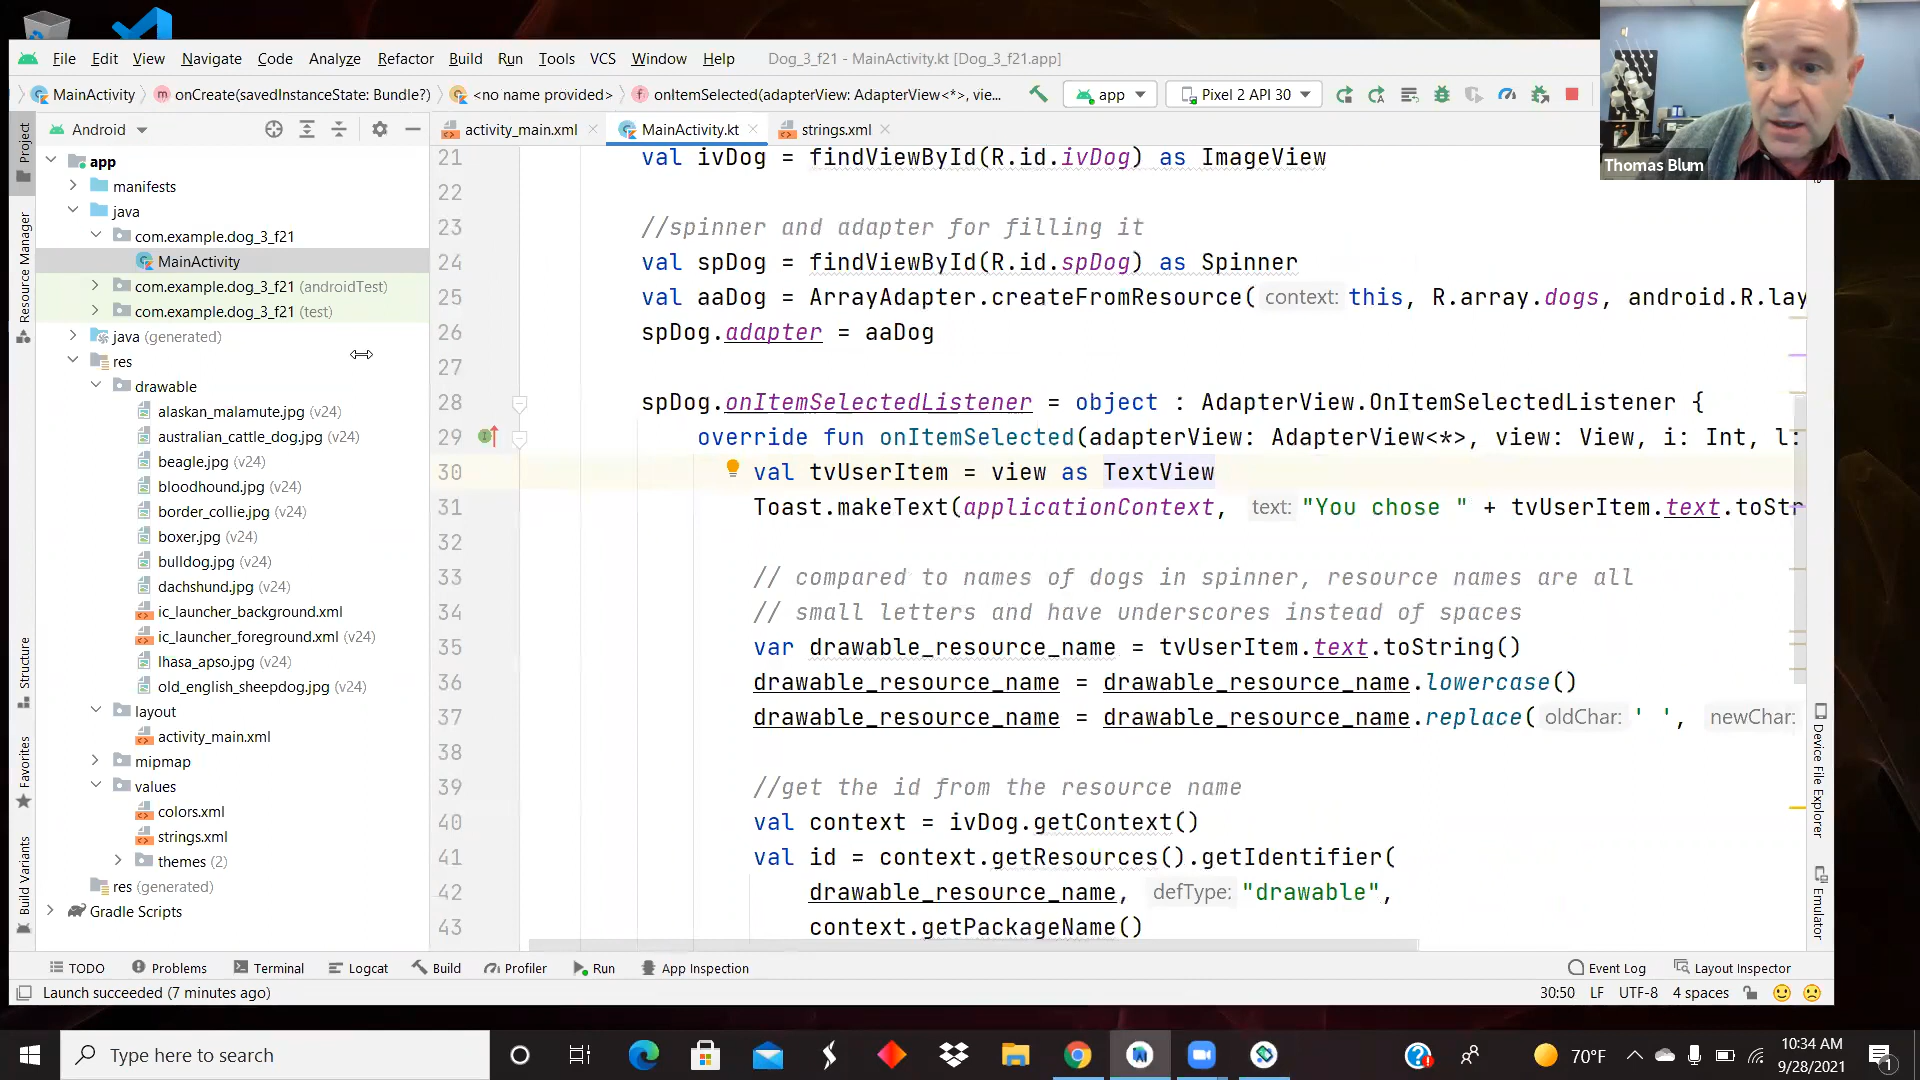 File Edit View Navigate Code Analyze Refactor Build Run Tools VCS Window Help Dog_3_f21 - MainActivity.kt [Dog_3_f21.app]
MainActivity onCreate(savedInstanceState: Bundle?) <no name provided> onItemSelected(adapterView: AdapterView<*>, vie... app Pixel 2 API 30
Thomas Blum
Android
activity_main.xml MainActivity.kt strings.xml
Project
Resource Manager
Structure
Favorites
Build Variants
app
manifests
java
com.example.dog_3_f21
MainActivity
com.example.dog_3_f21 (androidTest)
com.example.dog_3_f21 (test)
java (generated)
res
drawable
alaskan_malamute.jpg (v24)
australian_cattle_dog.jpg (v24)
beagle.jpg (v24)
bloodhound.jpg (v24)
border_collie.jpg (v24)
boxer.jpg (v24)
bulldog.jpg (v24)
dachshund.jpg (v24)
ic_launcher_background.xml
ic_launcher_foreground.xml (v24)
lhasa_apso.jpg (v24)
old_english_sheepdog.jpg (v24)
layout
activity_main.xml
mipmap
values
colors.xml
strings.xml
themes (2)
res (generated)
Gradle Scripts
21 val ivDog = findViewById(R.id.ivDog) as ImageView
22
23 //spinner and adapter for filling it
24 val spDog = findViewById(R.id.spDog) as Spinner
25 val aaDog = ArrayAdapter.createFromResource( context: this, R.array.dogs, android.R.lay
26 spDog.adapter = aaDog
27
28 spDog.onItemSelectedListener = object : AdapterView.OnItemSelectedListener {
29 override fun onItemSelected(adapterView: AdapterView<*>, view: View, i: Int, l:
30 val tvUserItem = view as TextView
31 Toast.makeText(applicationContext, text: "You chose " + tvUserItem.text.toStr
32
33 // compared to names of dogs in spinner, resource names are all
34 // small letters and have underscores instead of spaces
35 var drawable_resource_name = tvUserItem.text.toString()
36 drawable_resource_name = drawable_resource_name.lowercase()
37 drawable_resource_name = drawable_resource_name.replace( oldChar: ' ', newChar:
38
39 //get the id from the resource name
40 val context = ivDog.getContext()
41 val id = context.getResources().getIdentifier(
42 drawable_resource_name, defType: "drawable",
43 context.getPackageName()
Device File Explorer
Emulator
TODO Problems Terminal Logcat Build Profiler Run App Inspection Event Log Layout Inspector
Launch succeeded (7 minutes ago) 30:50 LF UTF-8 4 spaces
Type here to search 70°F 10:34 AM
9/28/2021 1